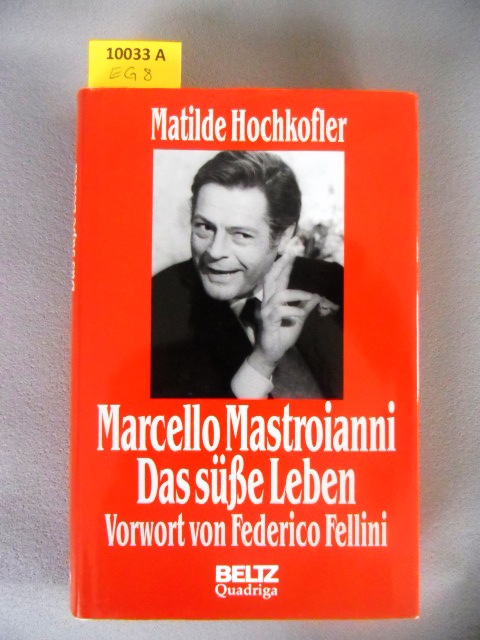 10033 A
EG 8
Matilde Hochkofler
Marcello Mastroianni
Das süße Leben
Vorwort von Federico Fellini
BELTZ
Quadriga